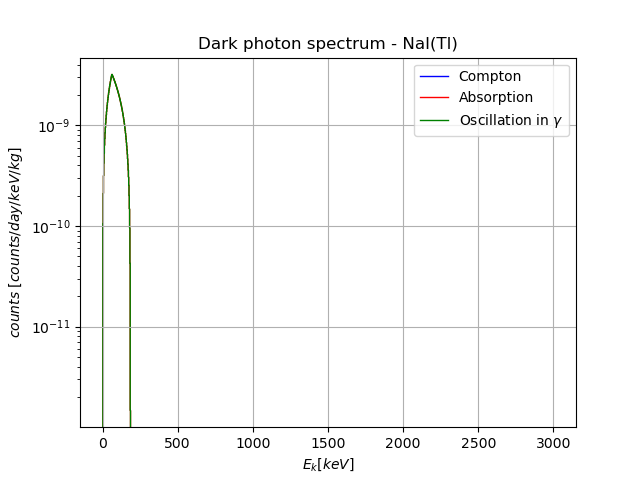 Dark photon spectrum - NaI(Tl)
Compton
Absorption
Oscillation in γ
counts [counts/day/keV/kg]
10⁻⁹
10⁻¹⁰
10⁻¹¹
0 500 1000 1500 2000 2500 3000
E_k[keV]